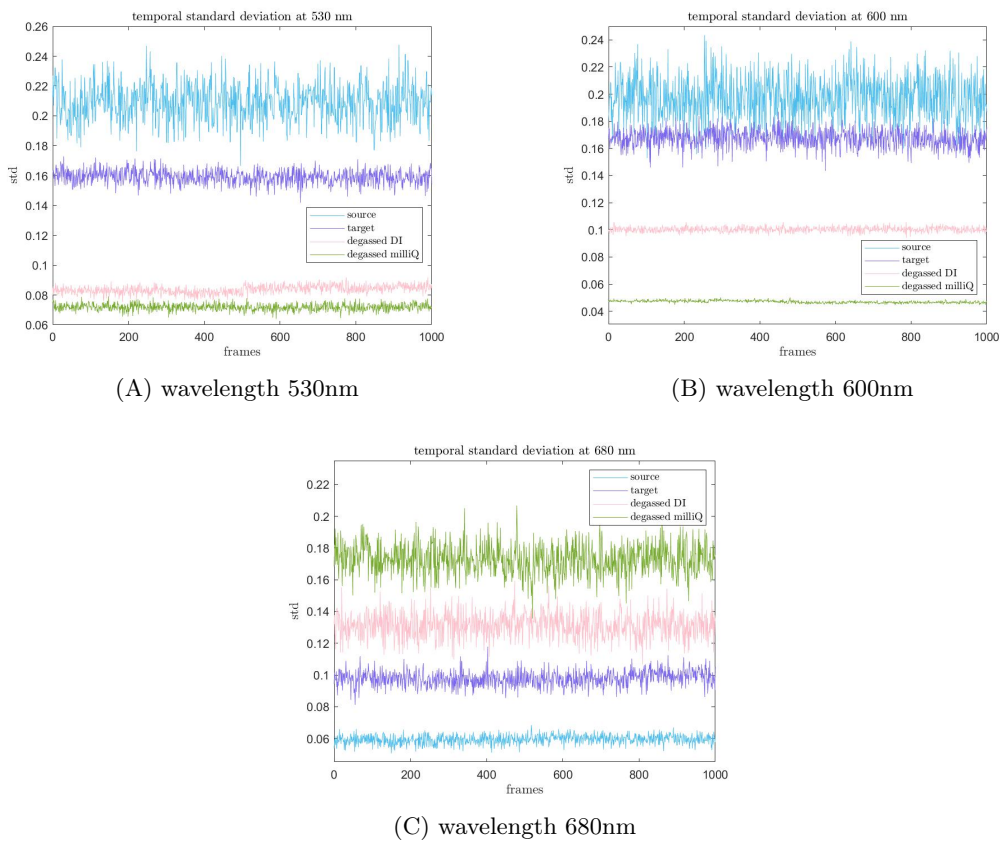 temporal standard deviation at 530 nm
0.26
0.24
0.22
0.2
0.18
0.16
0.14
0.12
0.1
0.08
0.06
std
source
target
degassed DI
degassed milliQ
0 200 400 600 800 1000
frames
(A) wavelength 530nm
temporal standard deviation at 600 nm
0.24
0.22
0.2
0.18
0.16
0.14
0.12
0.1
0.08
0.06
0.04
std
source
target
degassed DI
degassed milliQ
0 200 400 600 800 1000
frames
(B) wavelength 600nm
temporal standard deviation at 680 nm
0.22
0.2
0.18
0.16
0.14
0.12
0.1
0.08
0.06
std
source
target
degassed DI
degassed milliQ
0 200 400 600 800 1000
frames
(C) wavelength 680nm